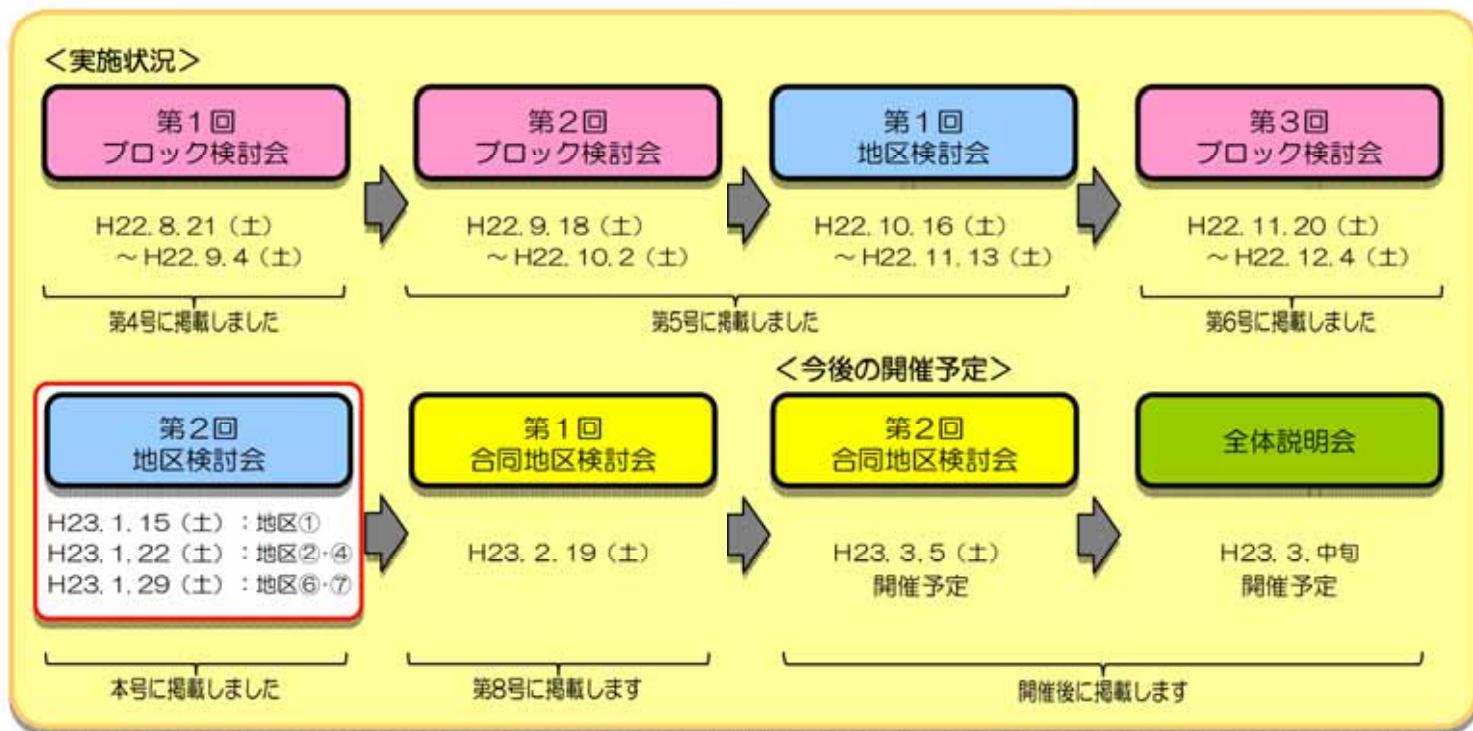 <実施状況>
第1回
ブロック検討会
H22.8.21(土)
~H22.9.4(土)
第4号に掲載しました
第2回
ブロック検討会
H22.9.18(土)
~H22.10.2(土)
第1回
地区検討会
H22.10.16(土)
~H22.11.13(土)
第5号に掲載しました
第3回
ブロック検討会
H22.11.20(土)
~H22.12.4(土)
第6号に掲載しました
第2回
地区検討会
H23.1.15(土):地区①
H23.1.22(土):地区②・④
H23.1.29(土):地区⑥・⑦
本号に掲載しました
第1回
合同地区検討会
H23.2.19(土)
第8号に掲載します
<今後の開催予定>
第2回
合同地区検討会
H23.3.5(土)
開催予定
全体説明会
H23.3.中旬
開催予定
開催後に掲載します